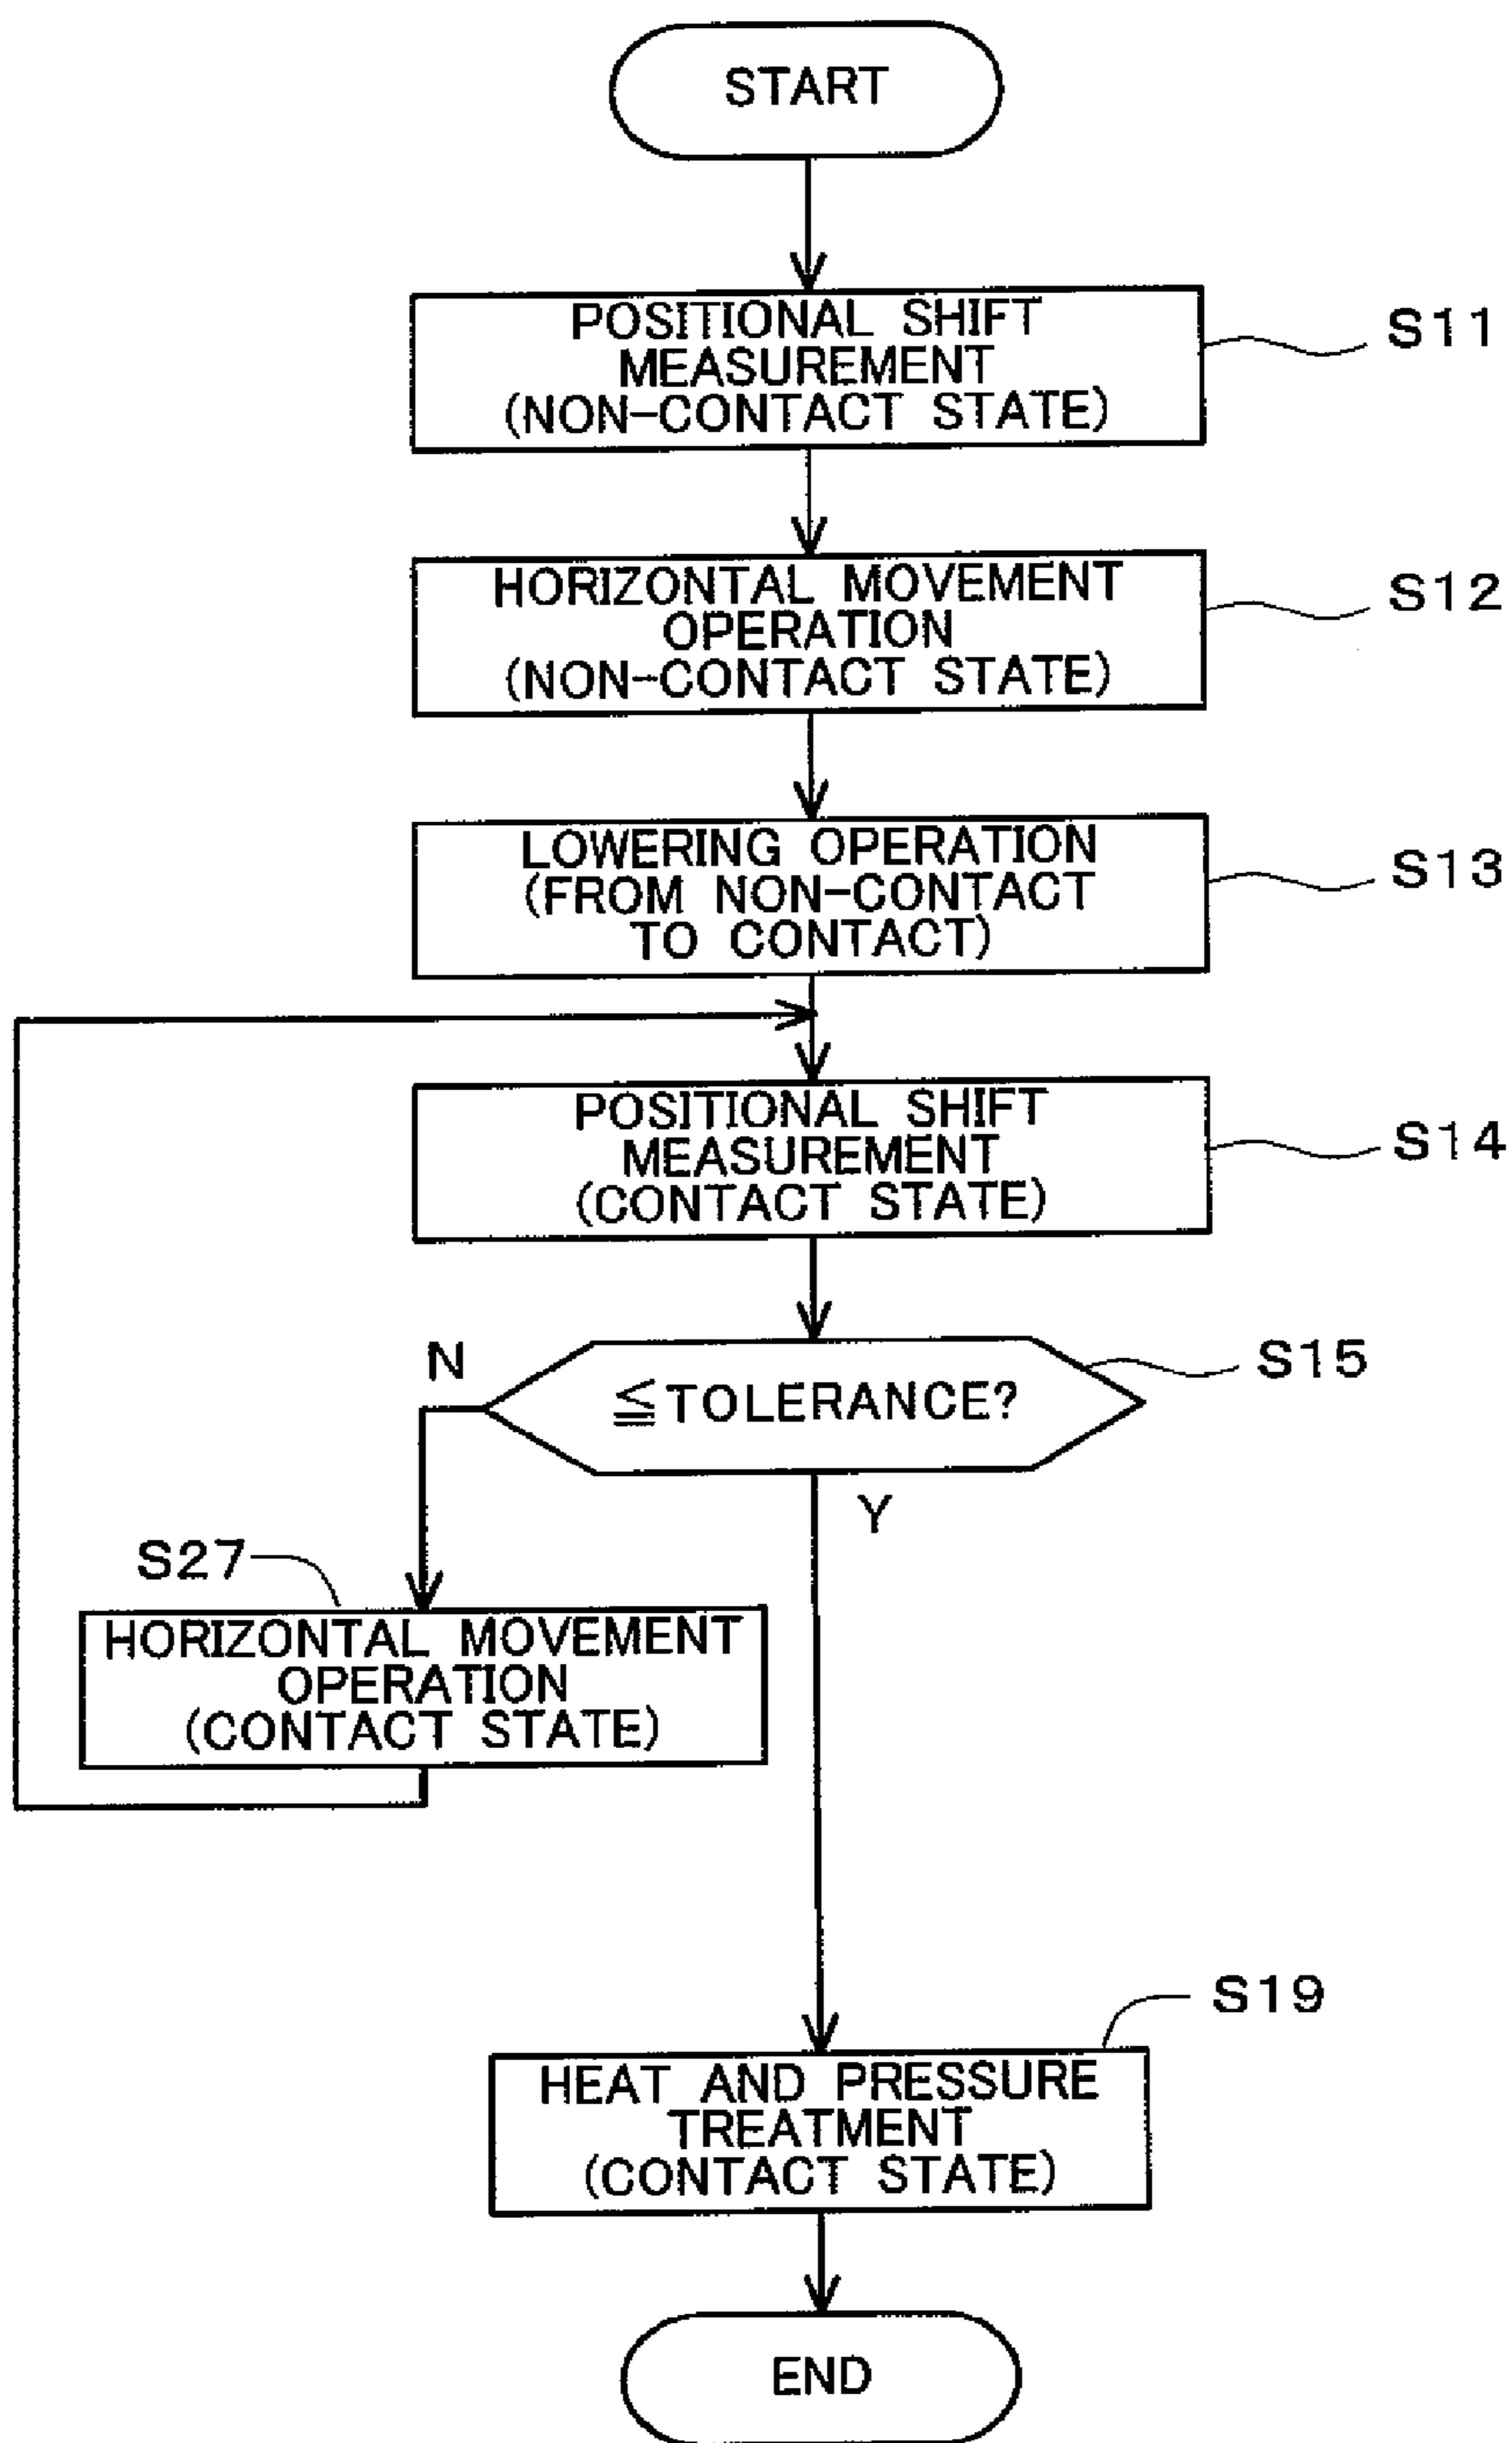 START
POSITIONAL SHIFT
MEASUREMENT
(NON-CONTACT STATE)
S11
HORIZONTAL MOVEMENT
OPERATION
(NON-CONTACT STATE)
S12
LOWERING OPERATION
(FROM NON-CONTACT
TO CONTACT)
S13
POSITIONAL SHIFT
MEASUREMENT
(CONTACT STATE)
S14
≦TOLERANCE?
S15
N
Y
S27
HORIZONTAL MOVEMENT
OPERATION
(CONTACT STATE)
S19
HEAT AND PRESSURE
TREATMENT
(CONTACT STATE)
END